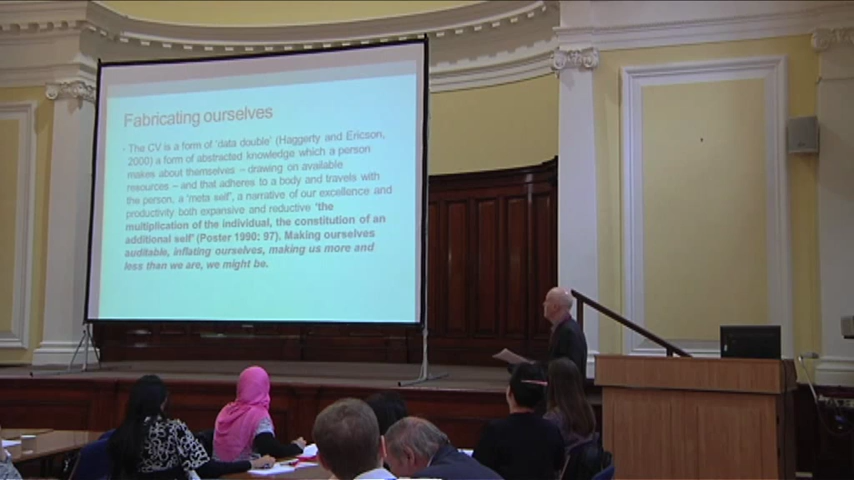 Fabricating ourselves
· The CV is a form of 'data double' (Haggerty and Ericson,
2000) a form of abstracted knowledge which a person
makes about themselves – drawing on available
resources – and that adheres to a body and travels with
the person, a 'meta self', a narrative of our excellence and
productivity both expansive and reductive 'the
multiplication of the individual, the constitution of an
additional self' (Poster 1990: 97). Making ourselves
auditable, inflating ourselves, making us more and
less than we are, we might be.